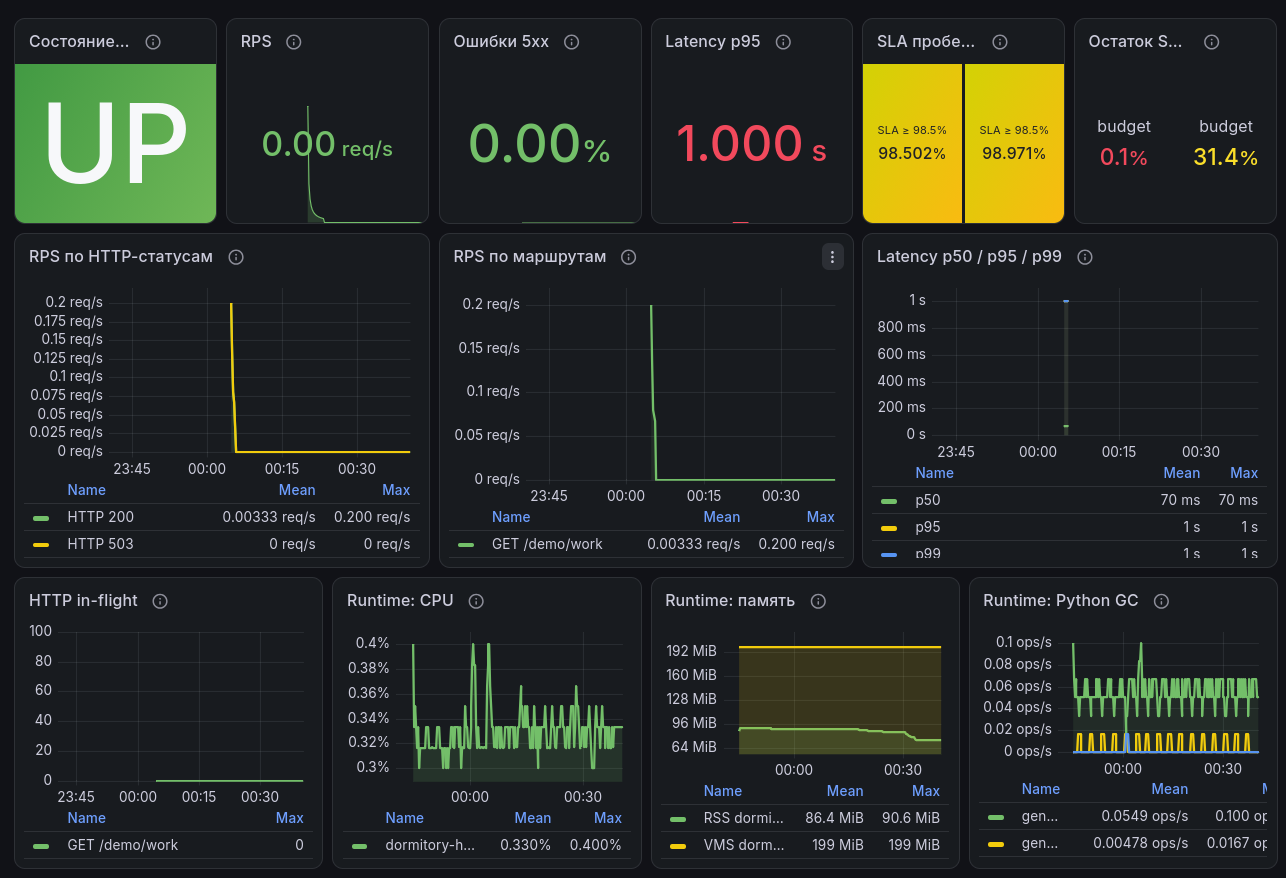 Состояние...
RPS
Ошибки 5xx
Latency p95
SLA пробе...
Остаток S...
UP
0.00 req/s
0.00%
1.000 s
SLA ≥ 98.5%
98.502%
SLA ≥ 98.5%
98.971%
budget
0.1%
budget
31.4%
RPS по HTTP-статусам
0.2 req/s
0.175 req/s
0.15 req/s
0.125 req/s
0.1 req/s
0.075 req/s
0.05 req/s
0.025 req/s
0 req/s
23:45 00:00 00:15 00:30
Name Mean Max
HTTP 200 0.00333 req/s 0.200 req/s
HTTP 503 0 req/s 0 req/s
RPS по маршрутам
0.2 req/s
0.15 req/s
0.1 req/s
0.05 req/s
0 req/s
23:45 00:00 00:15 00:30
Name Mean Max
GET /demo/work 0.00333 req/s 0.200 req/s
Latency p50 / p95 / p99
1 s
800 ms
600 ms
400 ms
200 ms
0 s
23:45 00:00 00:15 00:30
Name Mean Max
p50 70 ms 70 ms
p95 1 s 1 s
p99 1 s 1 s
HTTP in-flight
100
80
60
40
20
0
23:45 00:00 00:15 00:30
Name Max
GET /demo/work 0
Runtime: CPU
0.4%
0.38%
0.36%
0.34%
0.32%
0.3%
00:00 00:30
Name Mean Max
dormitory-h... 0.330% 0.400%
Runtime: память
192 MiB
160 MiB
128 MiB
96 MiB
64 MiB
00:00 00:30
Name Mean Max
RSS dormi... 86.4 MiB 90.6 MiB
VMS dorm... 199 MiB 199 MiB
Runtime: Python GC
0.1 ops/s
0.08 ops/s
0.06 ops/s
0.04 ops/s
0.02 ops/s
0 ops/s
00:00 00:30
Name Mean M
gen... 0.0549 ops/s 0.100 op
gen... 0.00478 ops/s 0.0167 op